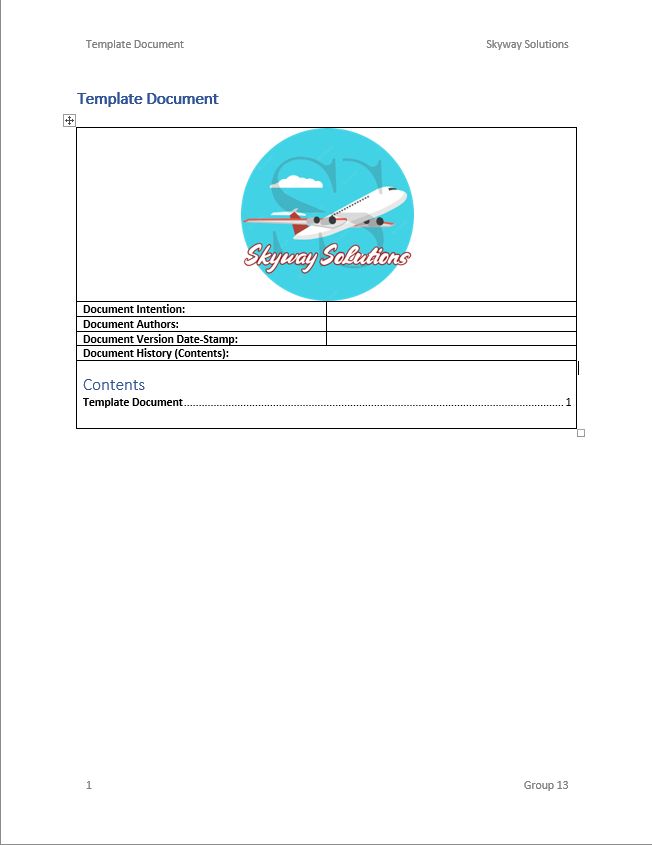 Template Document Skyway Solutions
Template Document
SS
Skyway Solutions
Document Intention:
Document Authors:
Document Version Date-Stamp:
Document History (Contents):
Contents
Template Document........................................................................................................................ 1
1 Group 13